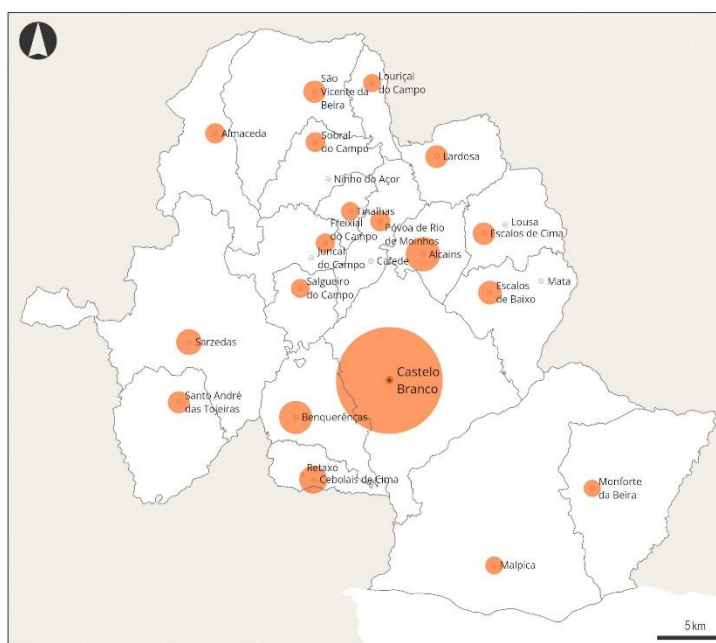 São
Vicente da
Beira
Louriçal
do Campo
Almaceda
Sobral
do Campo
Lardosa
Ninho do Açor
Tinalhas
Freixial
do Campo
Póvoa de Rio
de Moinhos
Lousa
Escalos de Cima
Juncal
do Campo
Cafede
Alcains
Salgueiro
do Campo
Escalos
de Baixo
Mata
Sarzedas
Castelo
Branco
Santo André
das Tojeiras
Benquerenças
Retaxo
Cebolais de Cima
Monforte
da Beira
Malpica
5 km